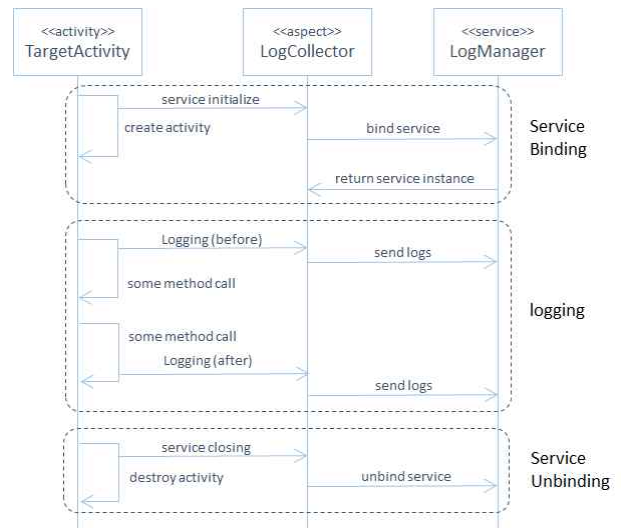 <<activity>>
TargetActivity
<<aspect>>
LogCollector
<<service>>
LogManager
service initialize
create activity
bind service
return service instance
Service
Binding
Logging (before)
send logs
some method call
some method call
Logging (after)
send logs
logging
service closing
destroy activity
unbind service
Service
Unbinding